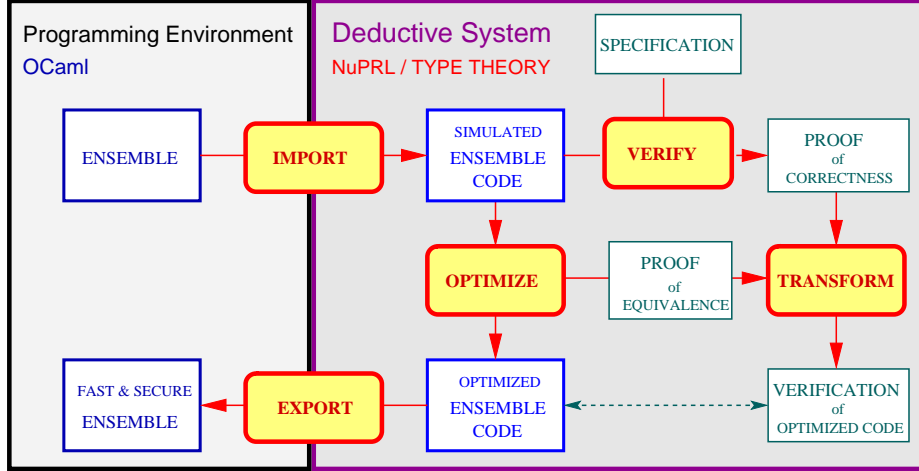 Programming Environment
OCaml
Deductive System
NuPRL / TYPE THEORY
SPECIFICATION
ENSEMBLE
IMPORT
SIMULATED
ENSEMBLE
CODE
VERIFY
PROOF
of
CORRECTNESS
OPTIMIZE
PROOF
of
EQUIVALENCE
TRANSFORM
FAST & SECURE
ENSEMBLE
EXPORT
OPTIMIZED
ENSEMBLE
CODE
VERIFICATION
of
OPTIMIZED CODE